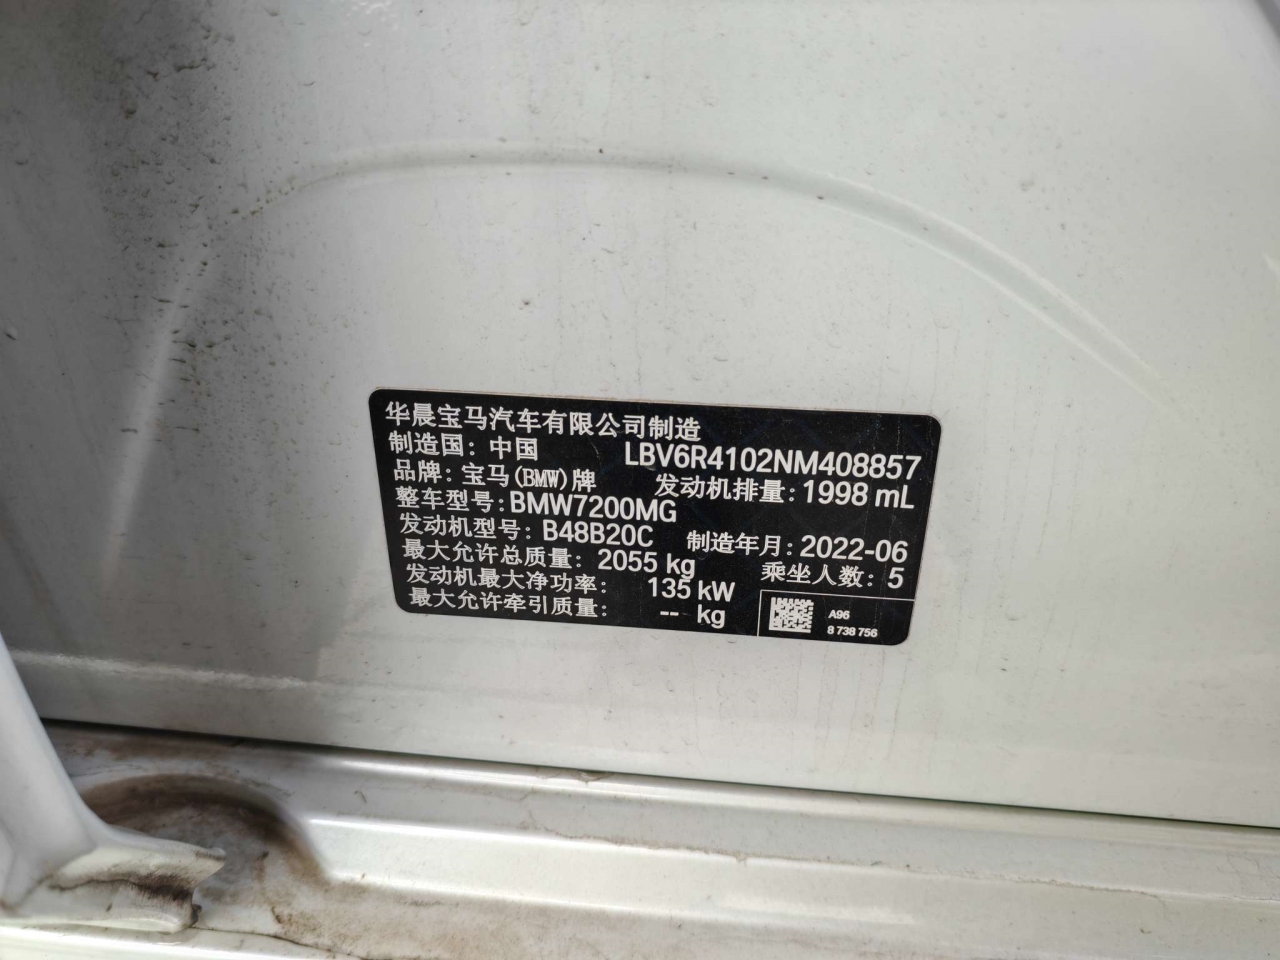 华晨宝马汽车有限公司制造
制造国：中国 LBV6R4102NM408857
品牌：宝马(BMW)牌 发动机排量：1998 mL
整车型号：BMW7200MG
发动机型号：B48B20C 制造年月：2022-06
最大允许总质量：2055 kg 乘坐人数：5
发动机最大净功率：135 kW
最大允许牵引质量：-- kg
A96
8 738 756